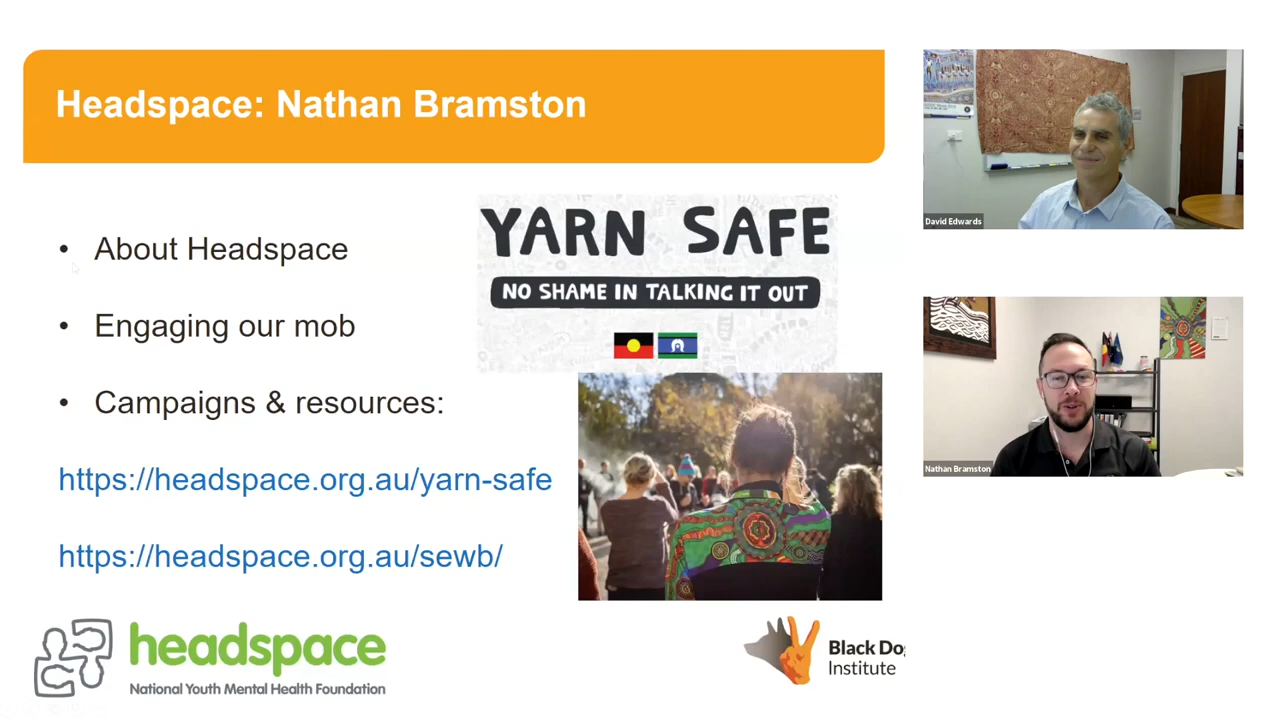 Headspace: Nathan Bramston
• About Headspace
• Engaging our mob
• Campaigns & resources:
https://headspace.org.au/yarn-safe
https://headspace.org.au/sewb/
YARN SAFE
NO SHAME IN TALKING IT OUT
headspace
National Youth Mental Health Foundation
Black Do
Institute
David Edwards
Nathan Bramston